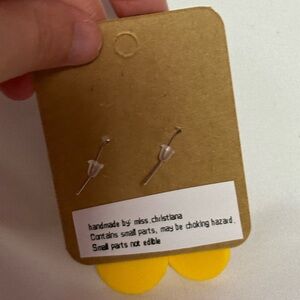 handmade by: miss.christiana
Contains small parts, may be choking hazard.
Small parts not edible